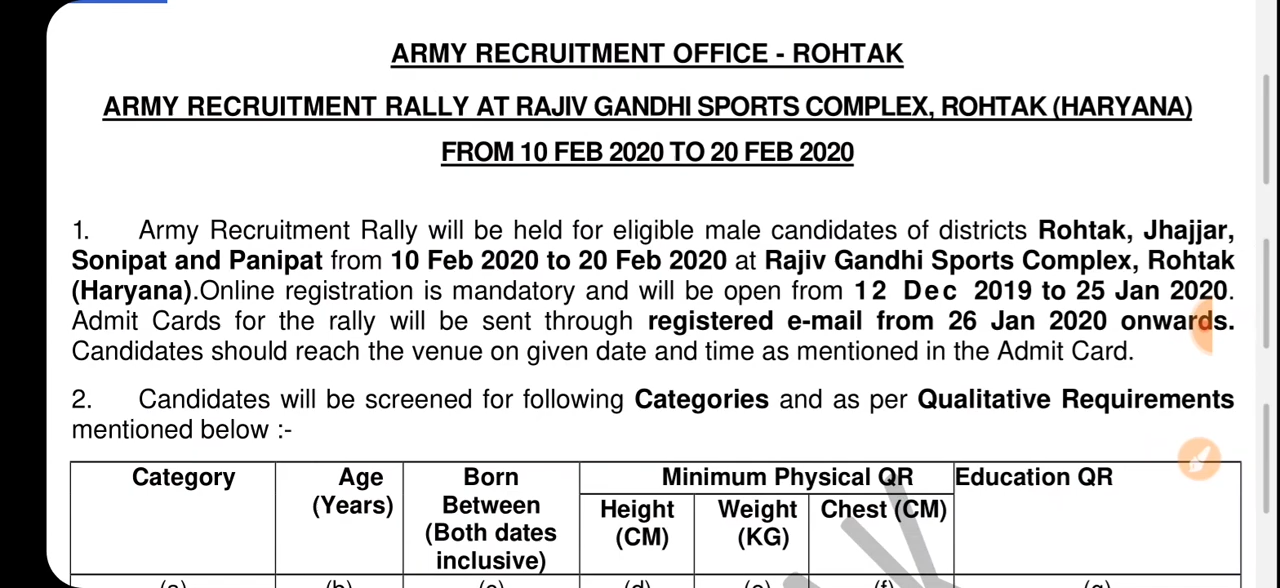 ARMY RECRUITMENT OFFICE - ROHTAK
ARMY RECRUITMENT RALLY AT RAJIV GANDHI SPORTS COMPLEX, ROHTAK (HARYANA)
FROM 10 FEB 2020 TO 20 FEB 2020
1. Army Recruitment Rally will be held for eligible male candidates of districts Rohtak, Jhajjar,
Sonipat and Panipat from 10 Feb 2020 to 20 Feb 2020 at Rajiv Gandhi Sports Complex, Rohtak
(Haryana).Online registration is mandatory and will be open from 12 Dec 2019 to 25 Jan 2020.
Admit Cards for the rally will be sent through registered e-mail from 26 Jan 2020 onwards.
Candidates should reach the venue on given date and time as mentioned in the Admit Card.
2. Candidates will be screened for following Categories and as per Qualitative Requirements
mentioned below :-
Category Age Born Minimum Physical QR Education QR
(Years) Between Height Weight Chest (CM)
(Both dates (CM) (KG)
inclusive)